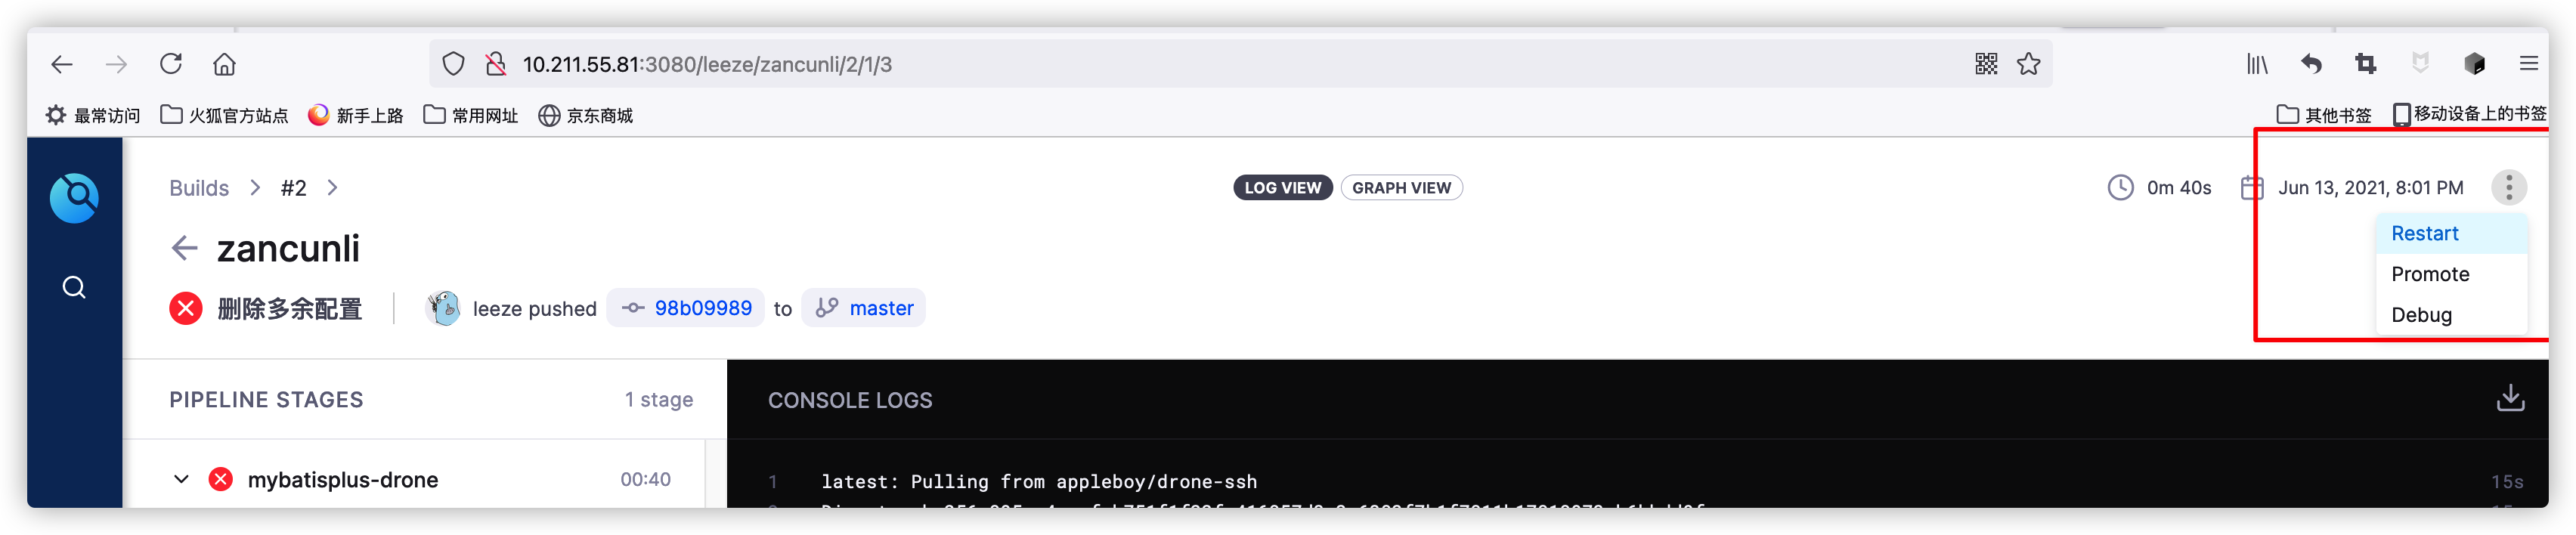 10.211.55.81:3080/leeze/zancunli/2/1/3
最常访问 火狐官方站点 新手上路 常用网址 京东商城 其他书签 移动设备上的书签
Builds > #2 > LOG VIEW GRAPH VIEW 0m 40s Jun 13, 2021, 8:01 PM
Restart
zancunli
Promote
删除多余配置 leeze pushed 98b09989 to master
Debug
PIPELINE STAGES 1 stage CONSOLE LOGS
mybatisplus-drone 00:40
1 latest: Pulling from appleboy/drone-ssh 15s